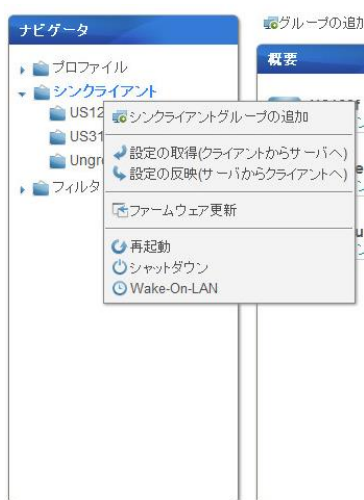 ナビゲータ
グループの追加
プロファイル
概要
シンクライアント
US12
シンクライアントグループの追加
US31
設定の取得(クライアントからサーバへ)
設定の反映(サーバからクライアントへ)
フィルタ
ファームウェア更新
再起動
シャットダウン
Wake-On-LAN